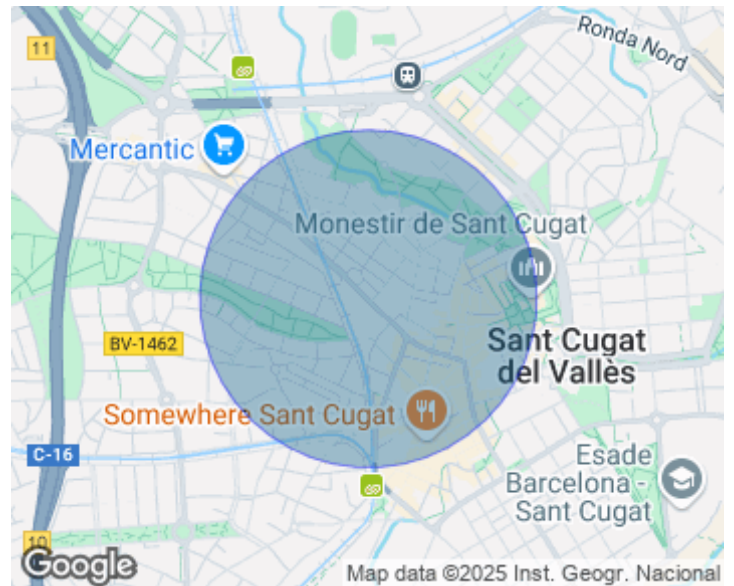 11
Ronda Nord
Mercantic
Monestir de Sant Cugat
Sant Cugat
del Vallès
BV-1462
Somewhere Sant Cugat
C-16
Esade
Barcelona -
Sant Cugat
10
Google
Map data ©2025 Inst. Geogr. Nacional